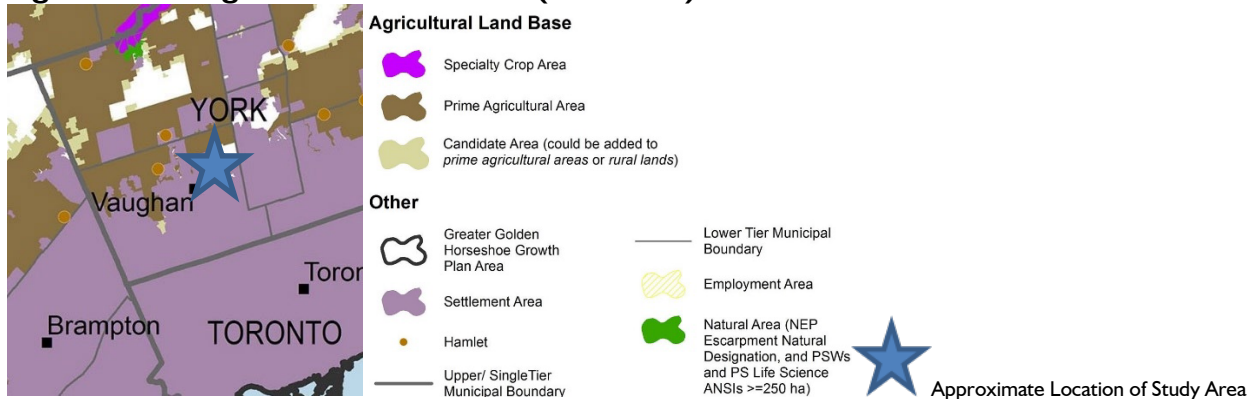 Agricultural Land Base
YORK
Vaughan
Toror
Brampton
TORONTO
Specialty Crop Area
Prime Agricultural Area
Candidate Area (could be added to
prime agricultural areas or rural lands)
Other
Greater Golden
Horseshoe Growth
Plan Area
Settlement Area
Hamlet
Upper/ SingleTier
Municipal Boundary
Lower Tier Municipal
Boundary
Employment Area
Natural Area (NEP
Escarpment Natural
Designation, and PSWs
and PS Life Science
ANSIs >=250 ha)
Approximate Location of Study Area